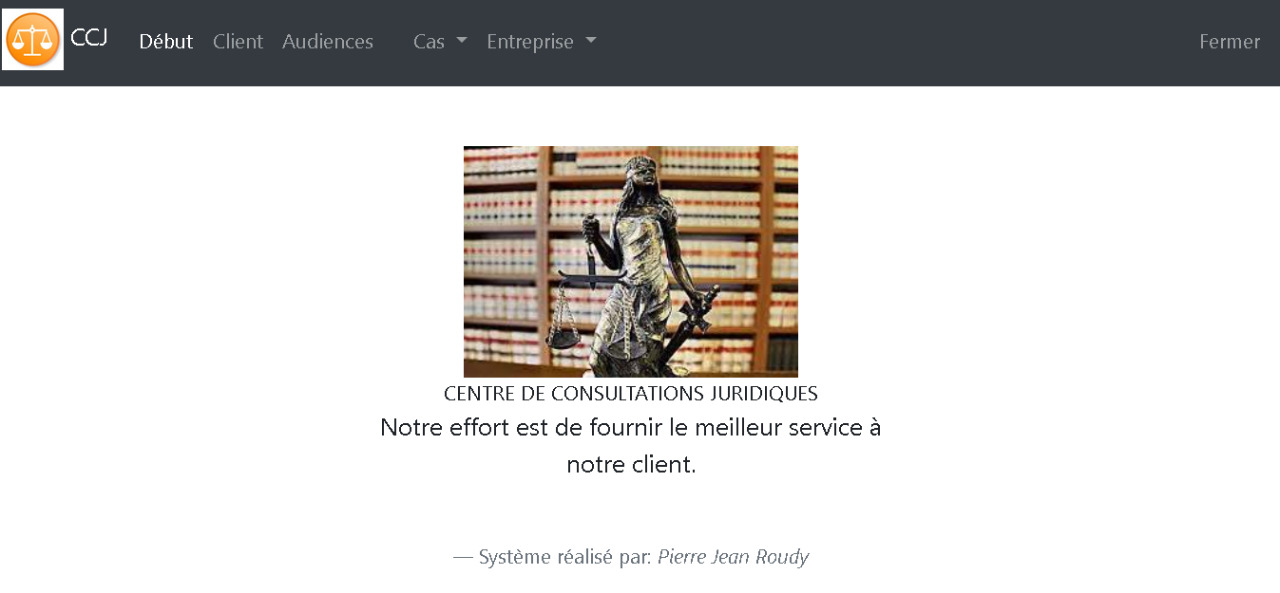 CCJ Début Client Audiences Cas Entreprise Fermer
CENTRE DE CONSULTATIONS JURIDIQUES
Notre effort est de fournir le meilleur service à
notre client.
— Système réalisé par: Pierre Jean Roudy